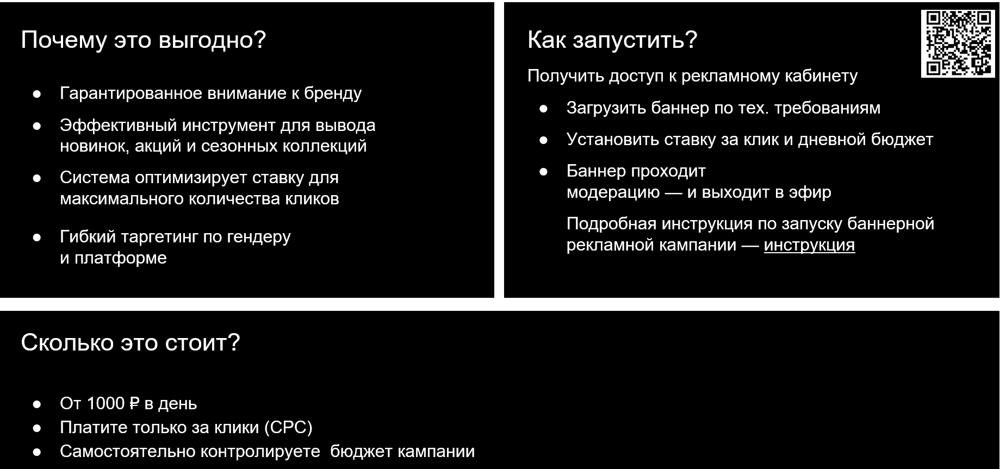 Почему это выгодно?
● Гарантированное внимание к бренду
● Эффективный инструмент для вывода
новинок, акций и сезонных коллекций
● Система оптимизирует ставку для
максимального количества кликов
● Гибкий таргетинг по гендеру
и платформе
Как запустить?
Получить доступ к рекламному кабинету
● Загрузить баннер по тех. требованиям
● Установить ставку за клик и дневной бюджет
● Баннер проходит
модерацию — и выходит в эфир
Подробная инструкция по запуску баннерной
рекламной кампании — инструкция
Сколько это стоит?
● От 1000 ₽ в день
● Платите только за клики (CPC)
● Самостоятельно контролируете  бюджет кампании